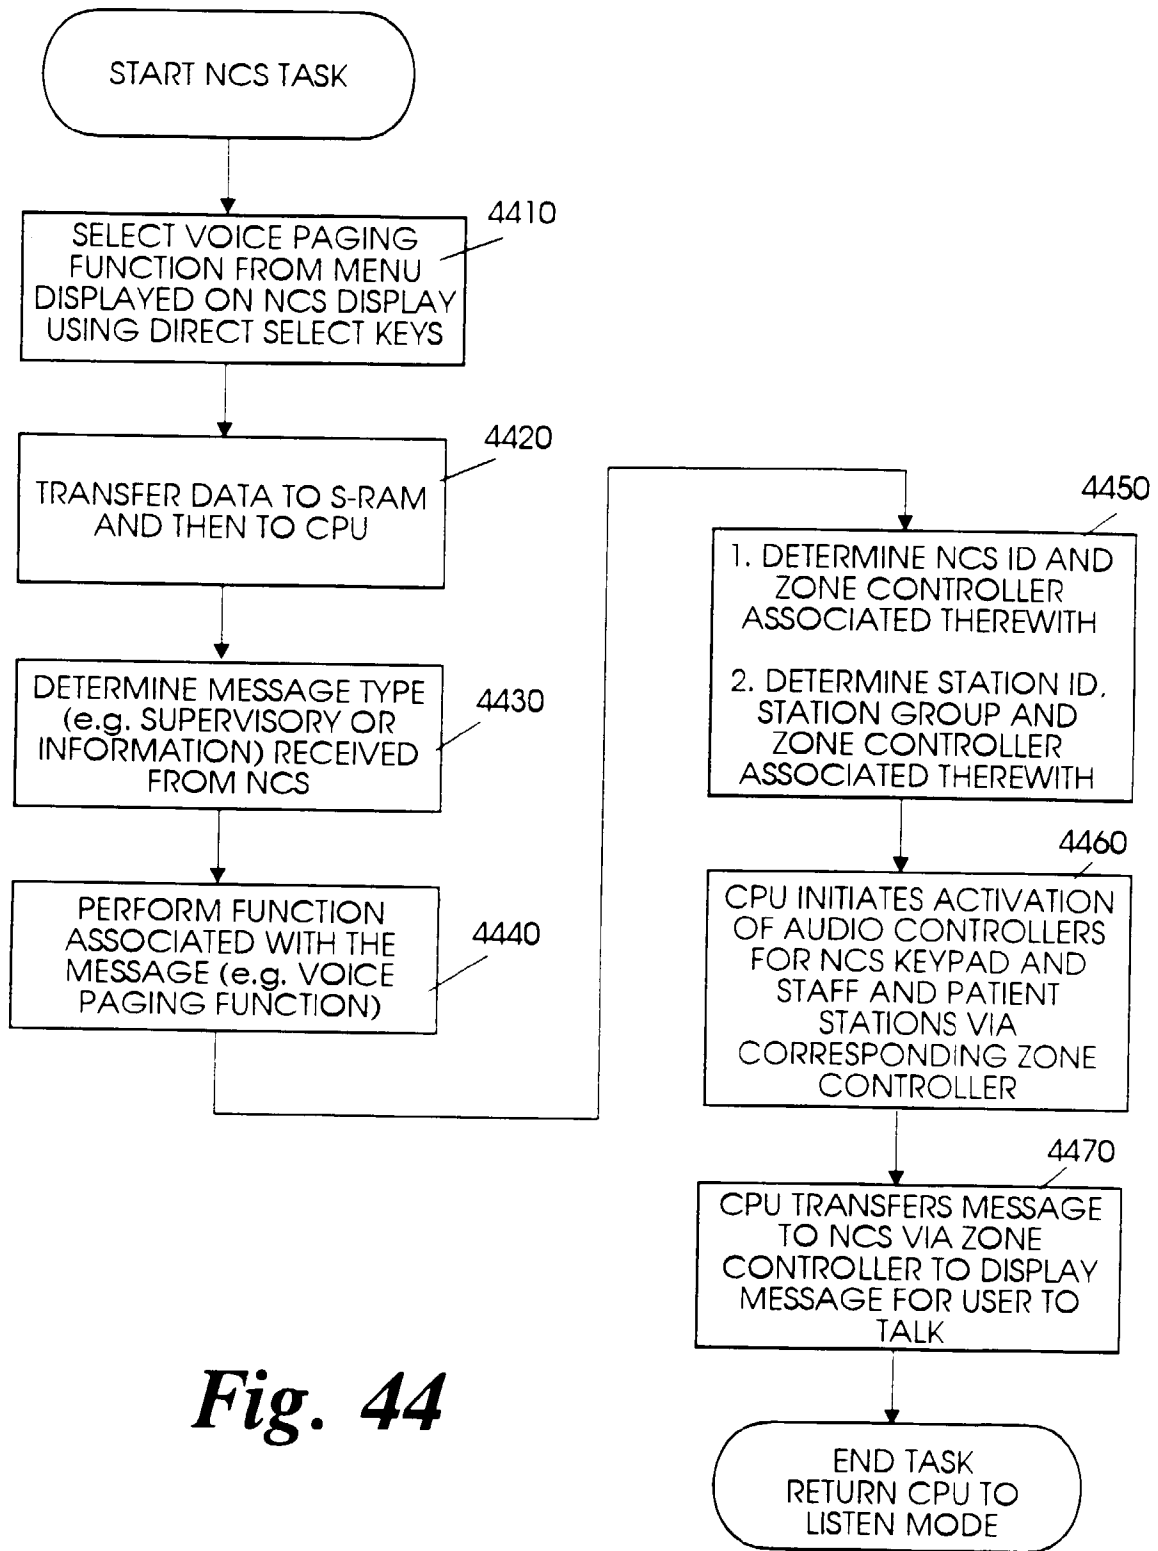 START NCS TASK
4410
SELECT VOICE PAGING
FUNCTION FROM MENU
DISPLAYED ON NCS DISPLAY
USING DIRECT SELECT KEYS
4420
TRANSFER DATA TO S-RAM
AND THEN TO CPU
DETERMINE MESSAGE TYPE
(e.g. SUPERVISORY OR
INFORMATION) RECEIVED
FROM NCS
4430
PERFORM FUNCTION
ASSOCIATED WITH THE
MESSAGE (e.g. VOICE
PAGING FUNCTION)
4440
4450
1. DETERMINE NCS ID AND
ZONE CONTROLLER
ASSOCIATED THEREWITH
2. DETERMINE STATION ID,
STATION GROUP AND
ZONE CONTROLLER
ASSOCIATED THEREWITH
4460
CPU INITIATES ACTIVATION
OF AUDIO CONTROLLERS
FOR NCS KEYPAD AND
STAFF AND PATIENT
STATIONS VIA
CORRESPONDING ZONE
CONTROLLER
4470
CPU TRANSFERS MESSAGE
TO NCS VIA ZONE
CONTROLLER TO DISPLAY
MESSAGE FOR USER TO
TALK
END TASK
RETURN CPU TO
LISTEN MODE
Fig. 44